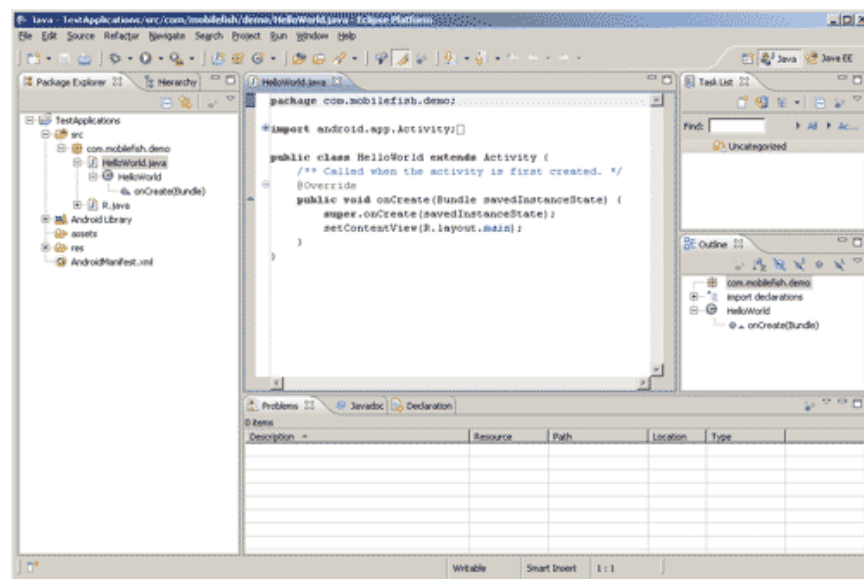 Java - TestApplications/src/com/mobilefish/demo/HelloWorld.java - Eclipse Platform
File Edit Source Refactor Navigate Search Project Run Window Help
Java Java EE
Package Explorer Hierarchy
TestApplications
src
com.mobilefish.demo
HelloWorld.java
HelloWorld
onCreate(Bundle)
R.java
Android Library
assets
res
AndroidManifest.xml
HelloWorld.java
package com.mobilefish.demo;
import android.app.Activity;
public class HelloWorld extends Activity {
/** Called when the activity is first created. */
@Override
public void onCreate(Bundle savedInstanceState) {
super.onCreate(savedInstanceState);
setContentView(R.layout.main);
}
}
Task List
Find: All Ac...
Uncategorized
Outline
com.mobilefish.demo
import declarations
HelloWorld
onCreate(Bundle)
Problems Javadoc Declaration
0 items
Description Resource Path Location Type
Writable Smart Insert 1 : 1